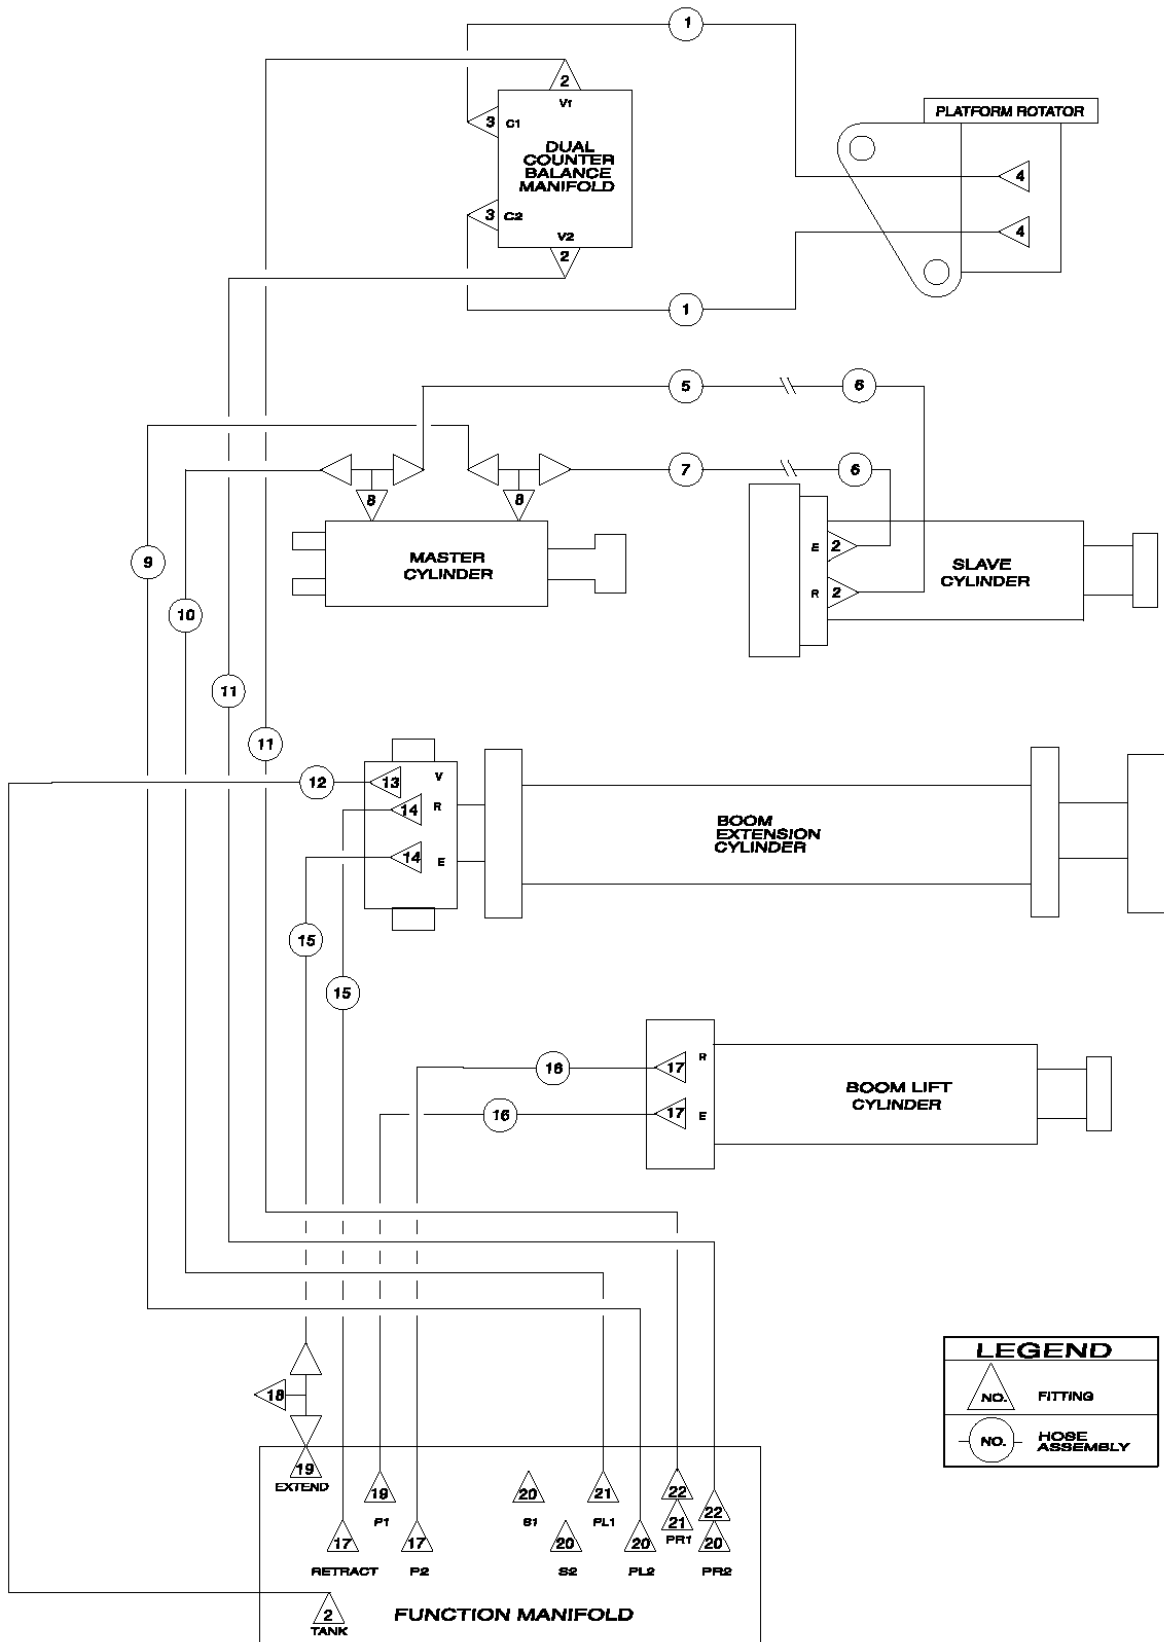 1
2
V1
PLATFORM ROTATOR
3
C1
DUAL
COUNTER
BALANCE
MANIFOLD
4
3
C2
4
V2
2
1
5
6
7
6
8
8
9
MASTER
CYLINDER
E
2
SLAVE
CYLINDER
R
2
10
11
11
12
13
V
14
R
BOOM
EXTENSION
CYLINDER
14
E
15
15
16
17
R
BOOM LIFT
CYLINDER
16
17
E
LEGEND
NO.
FITTING
NO.
HOSE
ASSEMBLY
18
19
EXTEND
19
P1
20
S1
21
PL1
22
21
PR1
22
17
RETRACT
17
P2
20
S2
20
PL2
20
PR2
2
TANK
FUNCTION MANIFOLD